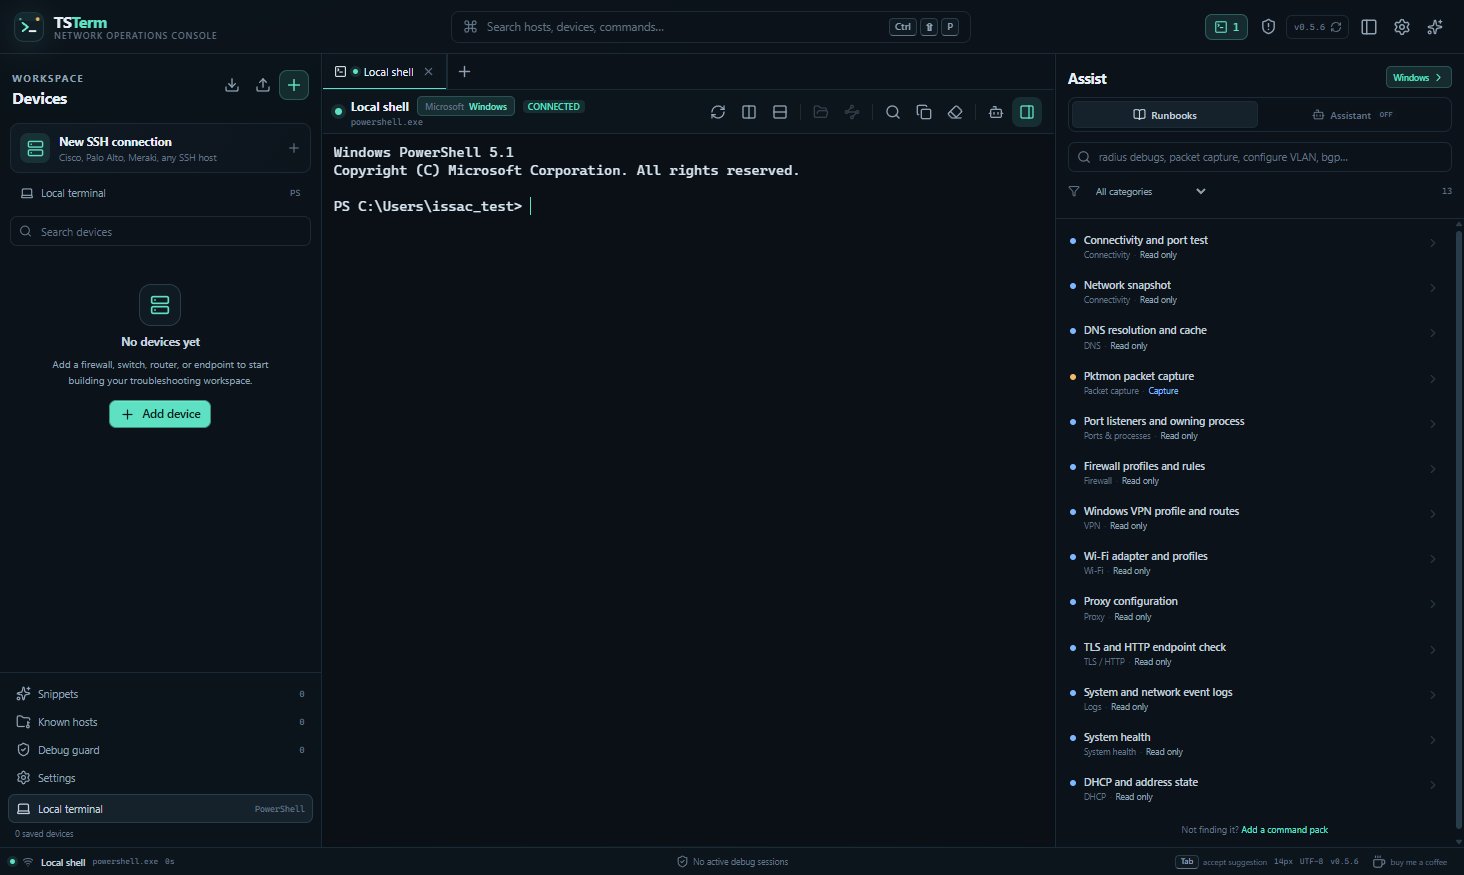 TSTerm
NETWORK OPERATIONS CONSOLE
Search hosts, devices, commands...
Ctrl ⇧ P
1
v0.5.6
WORKSPACE
Devices
New SSH connection
Cisco, Palo Alto, Meraki, any SSH host
Local terminal PS
Search devices
No devices yet
Add a firewall, switch, router, or endpoint to start
building your troubleshooting workspace.
Add device
Snippets 0
Known hosts 0
Debug guard 0
Settings
Local terminal PowerShell
0 saved devices
Local shell
Local shell Microsoft Windows CONNECTED
powershell.exe
Windows PowerShell 5.1
Copyright (C) Microsoft Corporation. All rights reserved.
PS C:\Users\issac_test>
Assist
Windows
Runbooks
Assistant OFF
radius debugs, packet capture, configure VLAN, bgp...
All categories 13
Connectivity and port test
Connectivity · Read only
Network snapshot
Connectivity · Read only
DNS resolution and cache
DNS · Read only
Pktmon packet capture
Packet capture · Capture
Port listeners and owning process
Ports & processes · Read only
Firewall profiles and rules
Firewall · Read only
Windows VPN profile and routes
VPN · Read only
Wi-Fi adapter and profiles
Wi-Fi · Read only
Proxy configuration
Proxy · Read only
TLS and HTTP endpoint check
TLS / HTTP · Read only
System and network event logs
Logs · Read only
System health
System health · Read only
DHCP and address state
DHCP · Read only
Not finding it? Add a command pack
Local shell powershell.exe 0s
No active debug sessions
Tab accept suggestion 14px UTF-8 v0.5.6 buy me a coffee